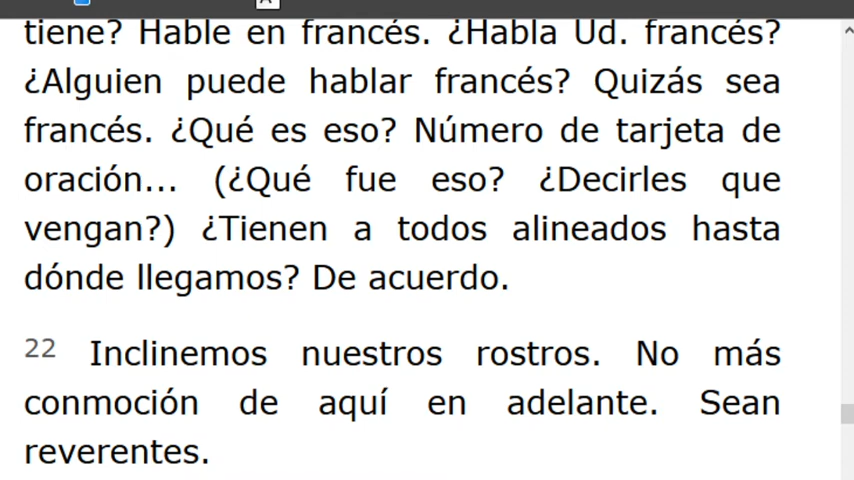 tiene? Hable en francés. ¿Habla Ud. francés?
¿Alguien puede hablar francés? Quizás sea
francés. ¿Qué es eso? Número de tarjeta de
oración... (¿Qué fue eso? ¿Decirles que
vengan?) ¿Tienen a todos alineados hasta
dónde llegamos? De acuerdo.
22 Inclinemos nuestros rostros. No más
conmoción de aquí en adelante. Sean
reverentes.